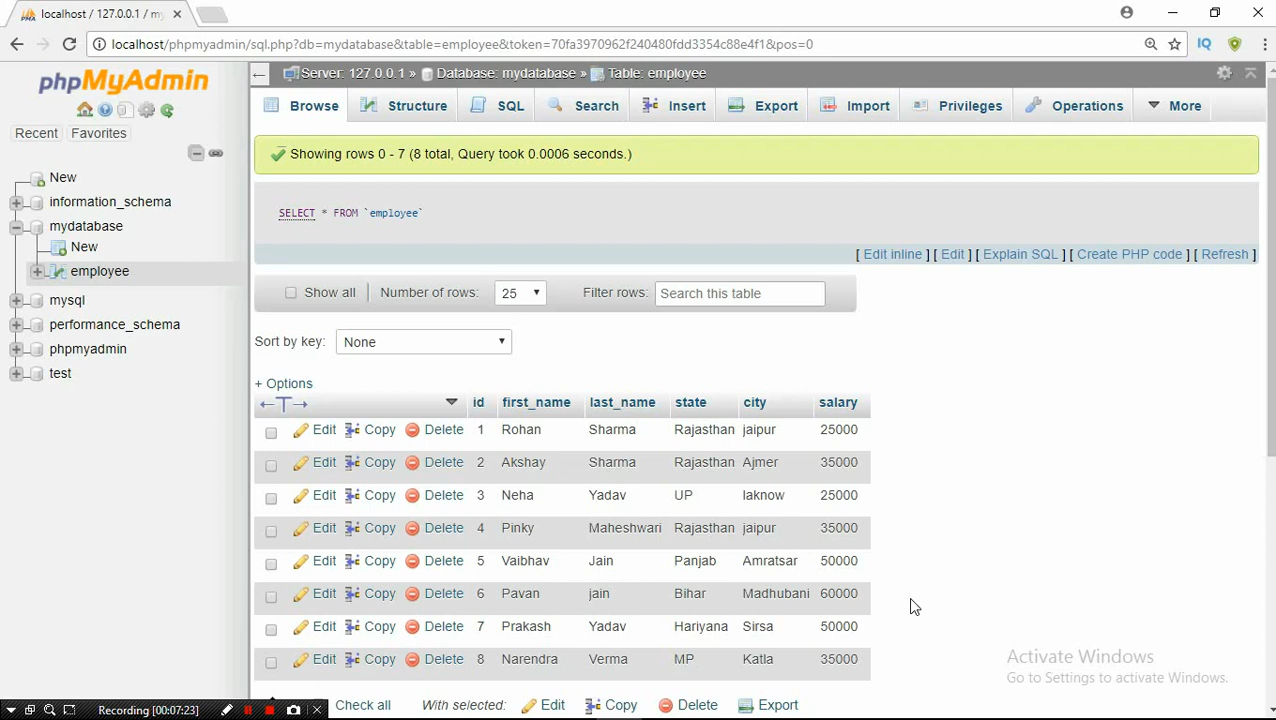 localhost / 127.0.0.1 / my
localhost/phpmyadmin/sql.php?db=mydatabase&table=employee&token=70fa3970962f240480fdd3354c88e4f1&pos=0
phpMyAdmin
Recent Favorites
New
information_schema
mydatabase
New
employee
mysql
performance_schema
phpmyadmin
test
Server: 127.0.0.1 » Database: mydatabase » Table: employee
Browse Structure SQL Search Insert Export Import Privileges Operations More
Showing rows 0 - 7 (8 total, Query took 0.0006 seconds.)
SELECT * FROM `employee`
[ Edit inline ] [ Edit ] [ Explain SQL ] [ Create PHP code ] [ Refresh ]
Show all Number of rows: 25 Filter rows: Search this table
Sort by key: None
+ Options
id first_name last_name state city salary
Edit Copy Delete 1 Rohan Sharma Rajasthan jaipur 25000
Edit Copy Delete 2 Akshay Sharma Rajasthan Ajmer 35000
Edit Copy Delete 3 Neha Yadav UP laknow 25000
Edit Copy Delete 4 Pinky Maheshwari Rajasthan jaipur 35000
Edit Copy Delete 5 Vaibhav Jain Panjab Amratsar 50000
Edit Copy Delete 6 Pavan jain Bihar Madhubani 60000
Edit Copy Delete 7 Prakash Yadav Hariyana Sirsa 50000
Edit Copy Delete 8 Narendra Verma MP Katla 35000
Check all With selected: Edit Copy Delete Export
Activate Windows
Go to Settings to activate Windows.
Recording [00:07:23]